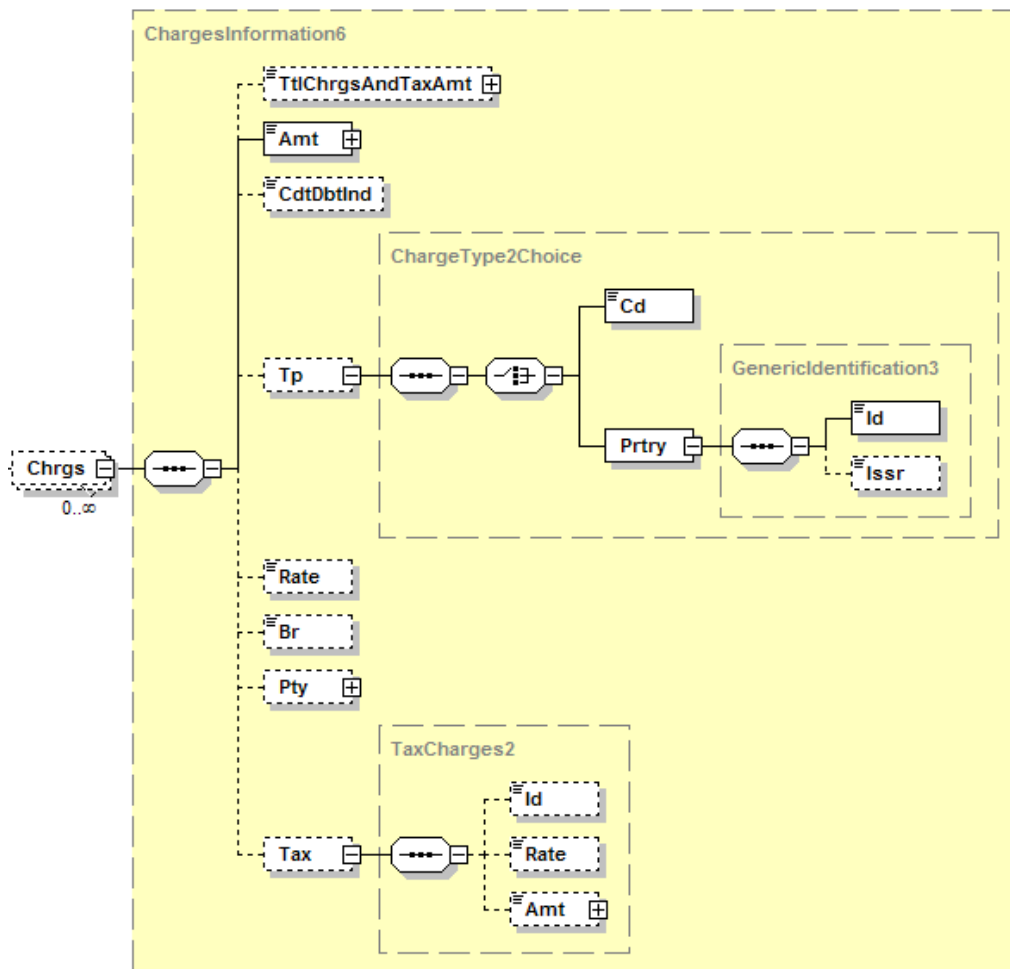 ChargesInformation6
TtlChrgsAndTaxAmt
Amt
CdtDbtInd
ChargeType2Choice
Cd
GenericIdentification3
Tp
Id
Prtry
Issr
Chrgs
0..∞
Rate
Br
Pty
TaxCharges2
Id
Tax
Rate
Amt